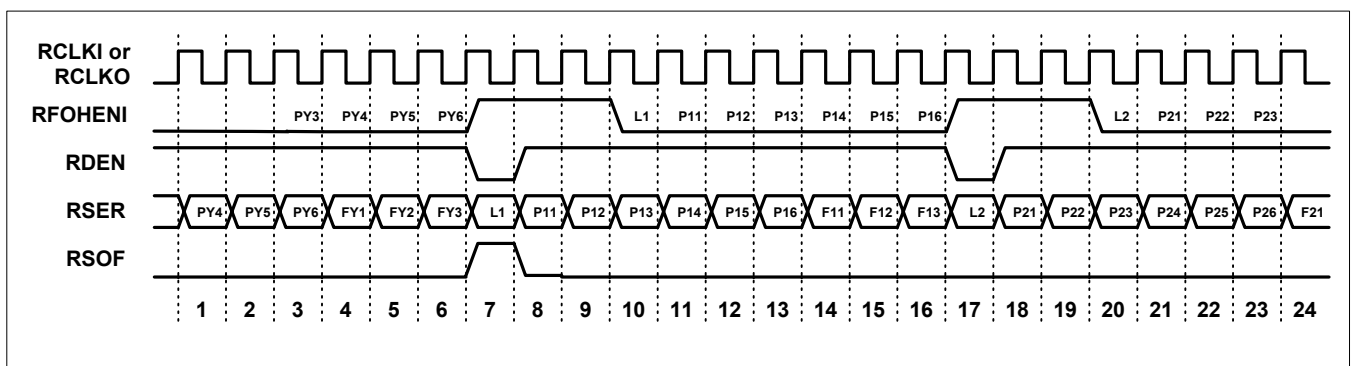 RCLKI or
RCLKO
RFOHENI PY3 PY4 PY5 PY6 L1 P11 P12 P13 P14 P15 P16 L2 P21 P22 P23
RDEN
RSER PY4 PY5 PY6 FY1 FY2 FY3 L1 P11 P12 P13 P14 P15 P16 F11 F12 F13 L2 P21 P22 P23 P24 P25 P26 F21
RSOF
1 2 3 4 5 6 7 8 9 10 11 12 13 14 15 16 17 18 19 20 21 22 23 24